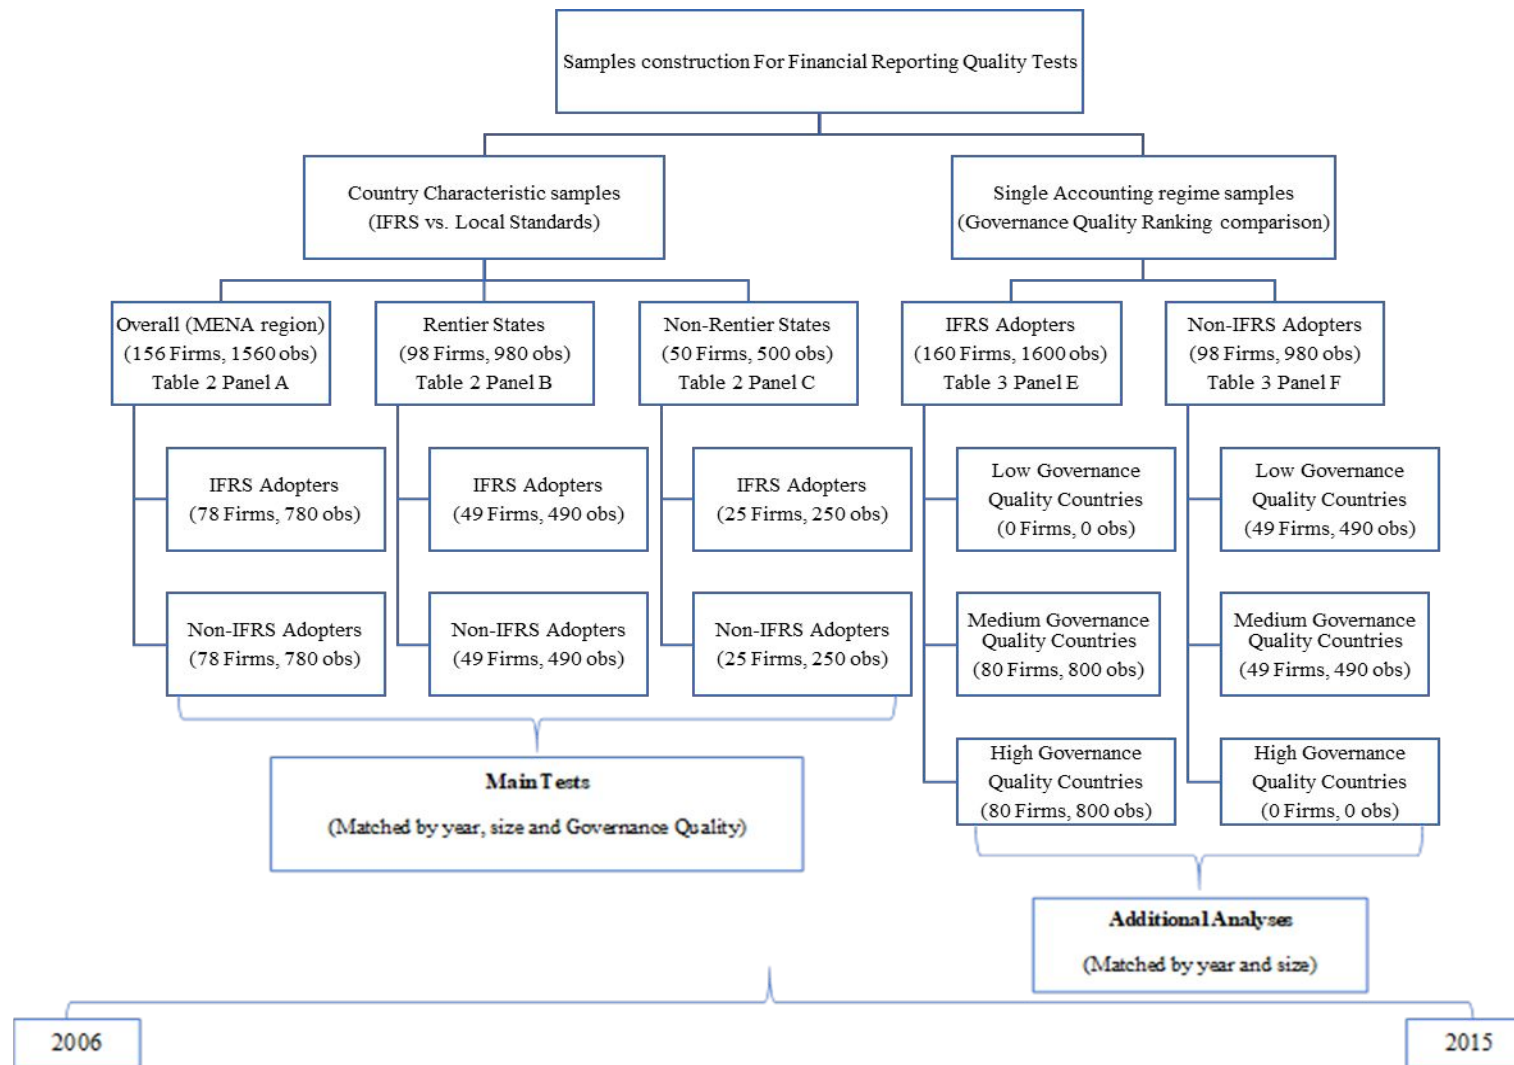 Samples construction For Financial Reporting Quality Tests
Country Characteristic samples
(IFRS vs. Local Standards)
Single Accounting regime samples
(Governance Quality Ranking comparison)
Overall (MENA region)
(156 Firms, 1560 obs)
Table 2 Panel A
Rentier States
(98 Firms, 980 obs)
Table 2 Panel B
Non-Rentier States
(50 Firms, 500 obs)
Table 2 Panel C
IFRS Adopters
(160 Firms, 1600 obs)
Table 3 Panel E
Non-IFRS Adopters
(98 Firms, 980 obs)
Table 3 Panel F
IFRS Adopters
(78 Firms, 780 obs)
IFRS Adopters
(49 Firms, 490 obs)
IFRS Adopters
(25 Firms, 250 obs)
Low Governance
Quality Countries
(0 Firms, 0 obs)
Low Governance
Quality Countries
(49 Firms, 490 obs)
Non-IFRS Adopters
(78 Firms, 780 obs)
Non-IFRS Adopters
(49 Firms, 490 obs)
Non-IFRS Adopters
(25 Firms, 250 obs)
Medium Governance
Quality Countries
(80 Firms, 800 obs)
Medium Governance
Quality Countries
(49 Firms, 490 obs)
High Governance
Quality Countries
(80 Firms, 800 obs)
High Governance
Quality Countries
(0 Firms, 0 obs)
Main Tests
(Matched by year, size and Governance Quality)
Additional Analyses
(Matched by year and size)
2006
2015